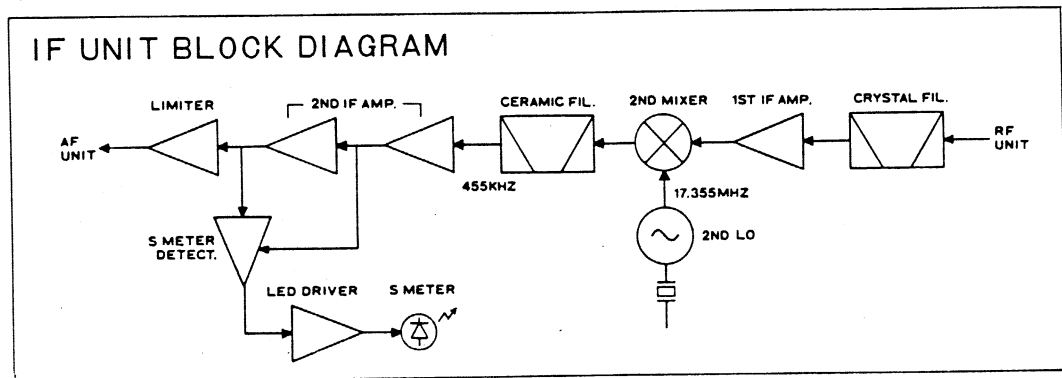 IF UNIT BLOCK DIAGRAM
LIMITER
2ND IF AMP.
CERAMIC FIL.
2ND MIXER
1ST IF AMP.
CRYSTAL FIL.
AF
UNIT
RF
UNIT
455KHZ
17.355MHZ
2ND LO
S METER
DETECT.
LED DRIVER
S METER